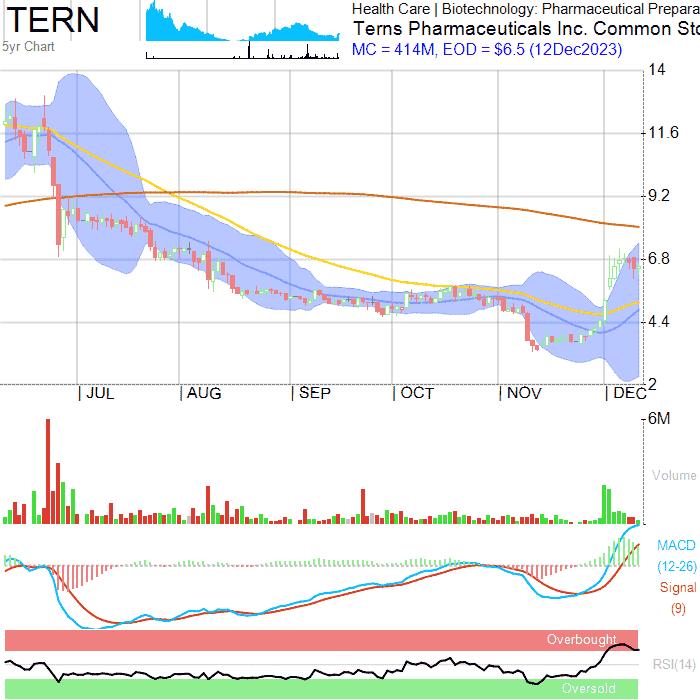 TERN
5yr Chart
Health Care | Biotechnology: Pharmaceutical Prepara
Terns Pharmaceuticals Inc. Common Sto
MC = 414M, EOD = $6.5 (12Dec2023)
14
11.6
9.2
6.8
4.4
2
JUL AUG SEP OCT NOV DEC
6M
Volume
MACD
(12-26)
Signal
(9)
Overbought
RSI(14)
Oversold